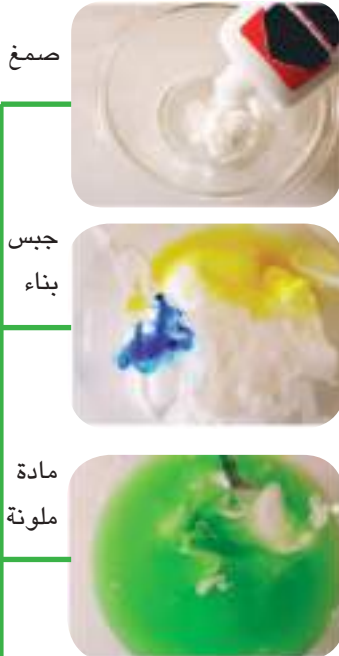 صمغ
جبس
بناء
مادة
ملونة